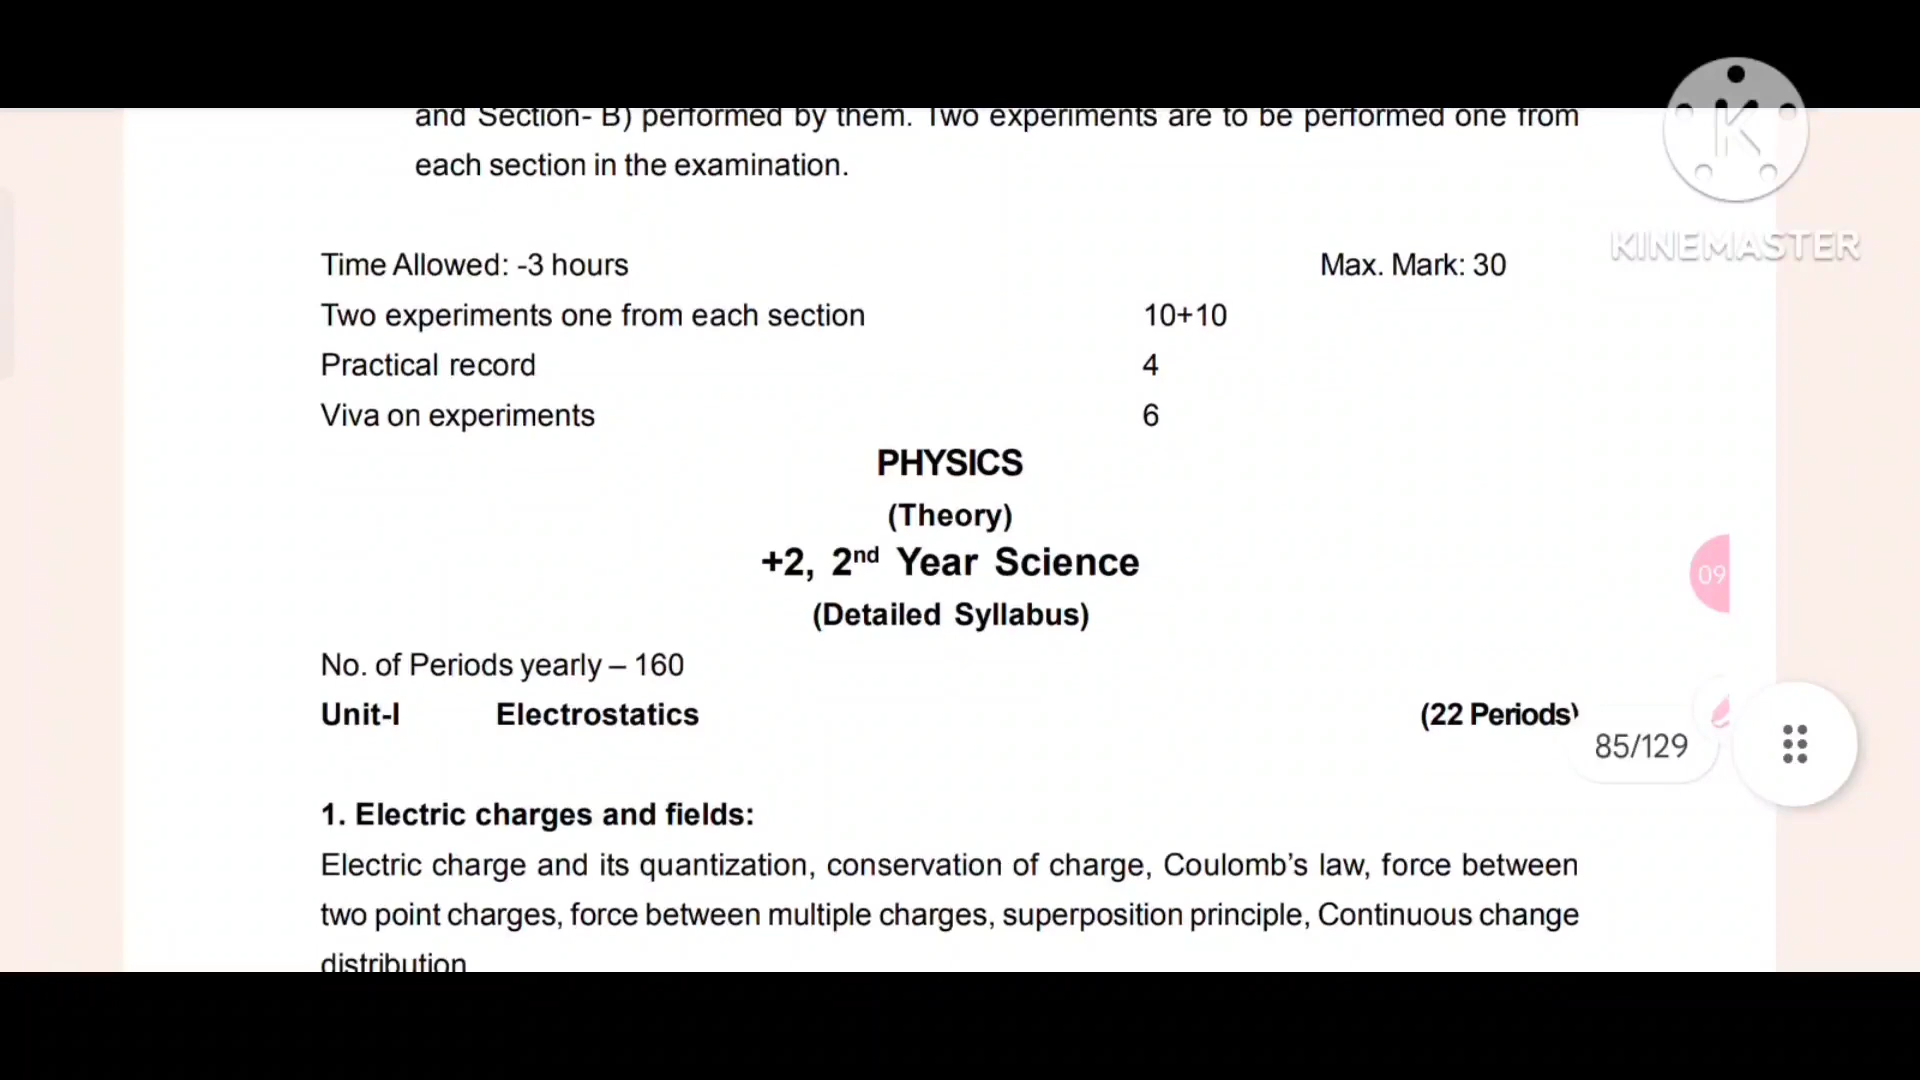 and Section- B) performed by them. Two experiments are to be performed one from
each section in the examination.
KINEMASTER
Time Allowed: -3 hours Max. Mark: 30
Two experiments one from each section 10+10
Practical record 4
Viva on experiments 6
PHYSICS
(Theory)
+2, 2nd Year Science
09
(Detailed Syllabus)
No. of Periods yearly – 160
Unit-I Electrostatics (22 Periods)
85/129
1. Electric charges and fields:
Electric charge and its quantization, conservation of charge, Coulomb’s law, force between
two point charges, force between multiple charges, superposition principle, Continuous change
distribution